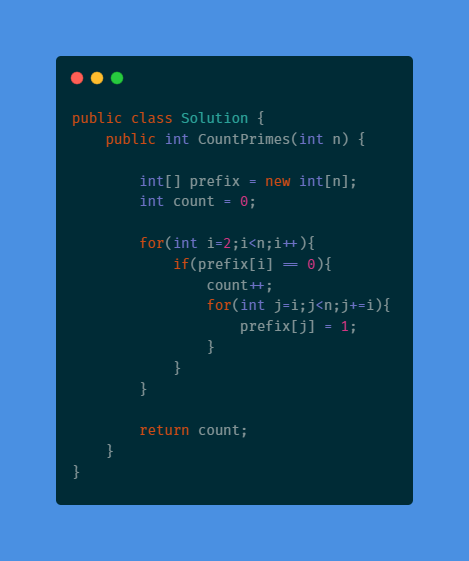 public class Solution {
    public int CountPrimes(int n) {
        int[] prefix = new int[n];
        int count = 0;
        for(int i=2;i<n;i++){
            if(prefix[i] == 0){
                count++;
                for(int j=i;j<n;j+=i){
                    prefix[j] = 1;
                }
            }
        }
        return count;
    }
}